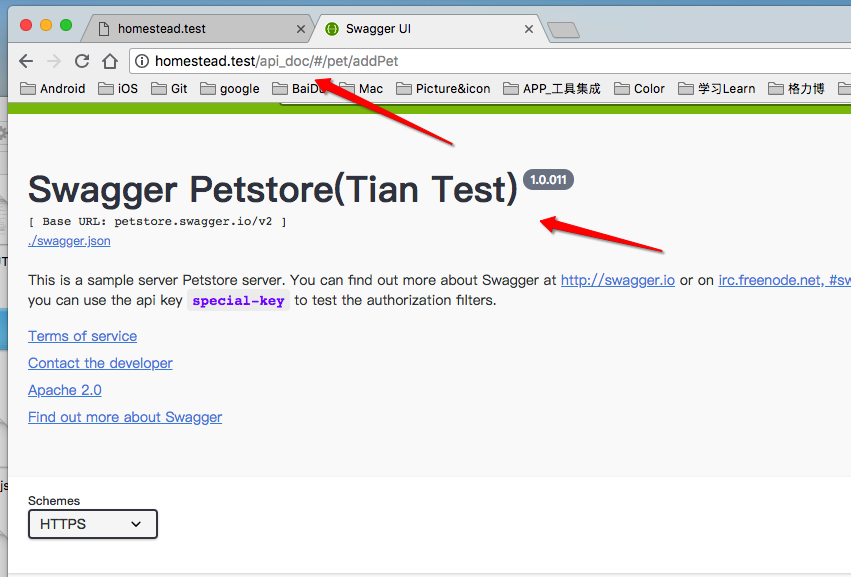 homestead.test
Swagger UI
homestead.test/api_doc/#/pet/addPet
Android iOS Git google Mac Picture&icon APP_工具集成 Color 学习Learn 格力博
Swagger Petstore(Tian Test) 1.0.011
[ Base URL: petstore.swagger.io/v2 ]
./swagger.json
This is a sample server Petstore server. You can find out more about Swagger at http://swagger.io or on irc.freenode.net, #sw
you can use the api key special-key to test the authorization filters.
Terms of service
Contact the developer
Apache 2.0
Find out more about Swagger
Schemes
HTTPS